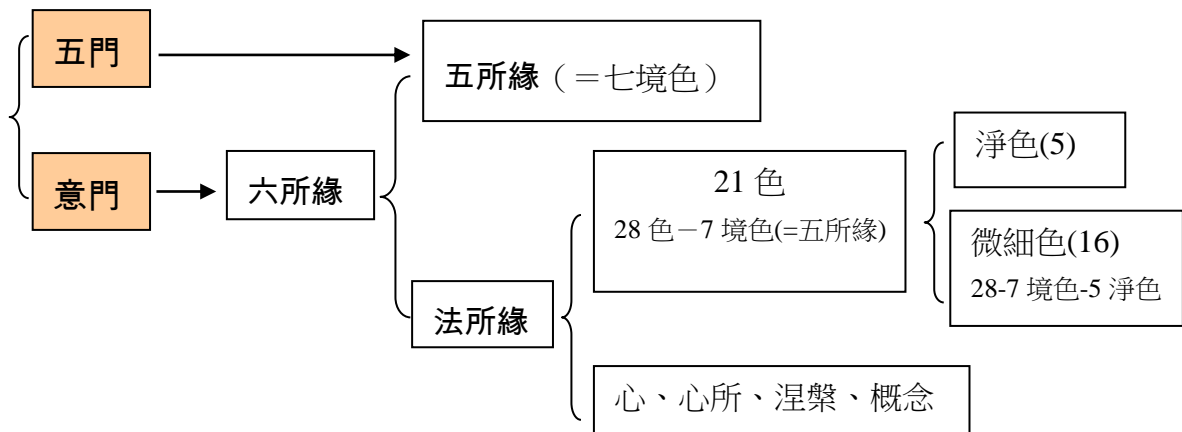 五門
五所緣（＝七境色）
意門
六所緣
法所緣
21 色
28 色－7 境色(=五所緣)
淨色(5)
微細色(16)
28-7 境色-5 淨色
心、心所、涅槃、概念